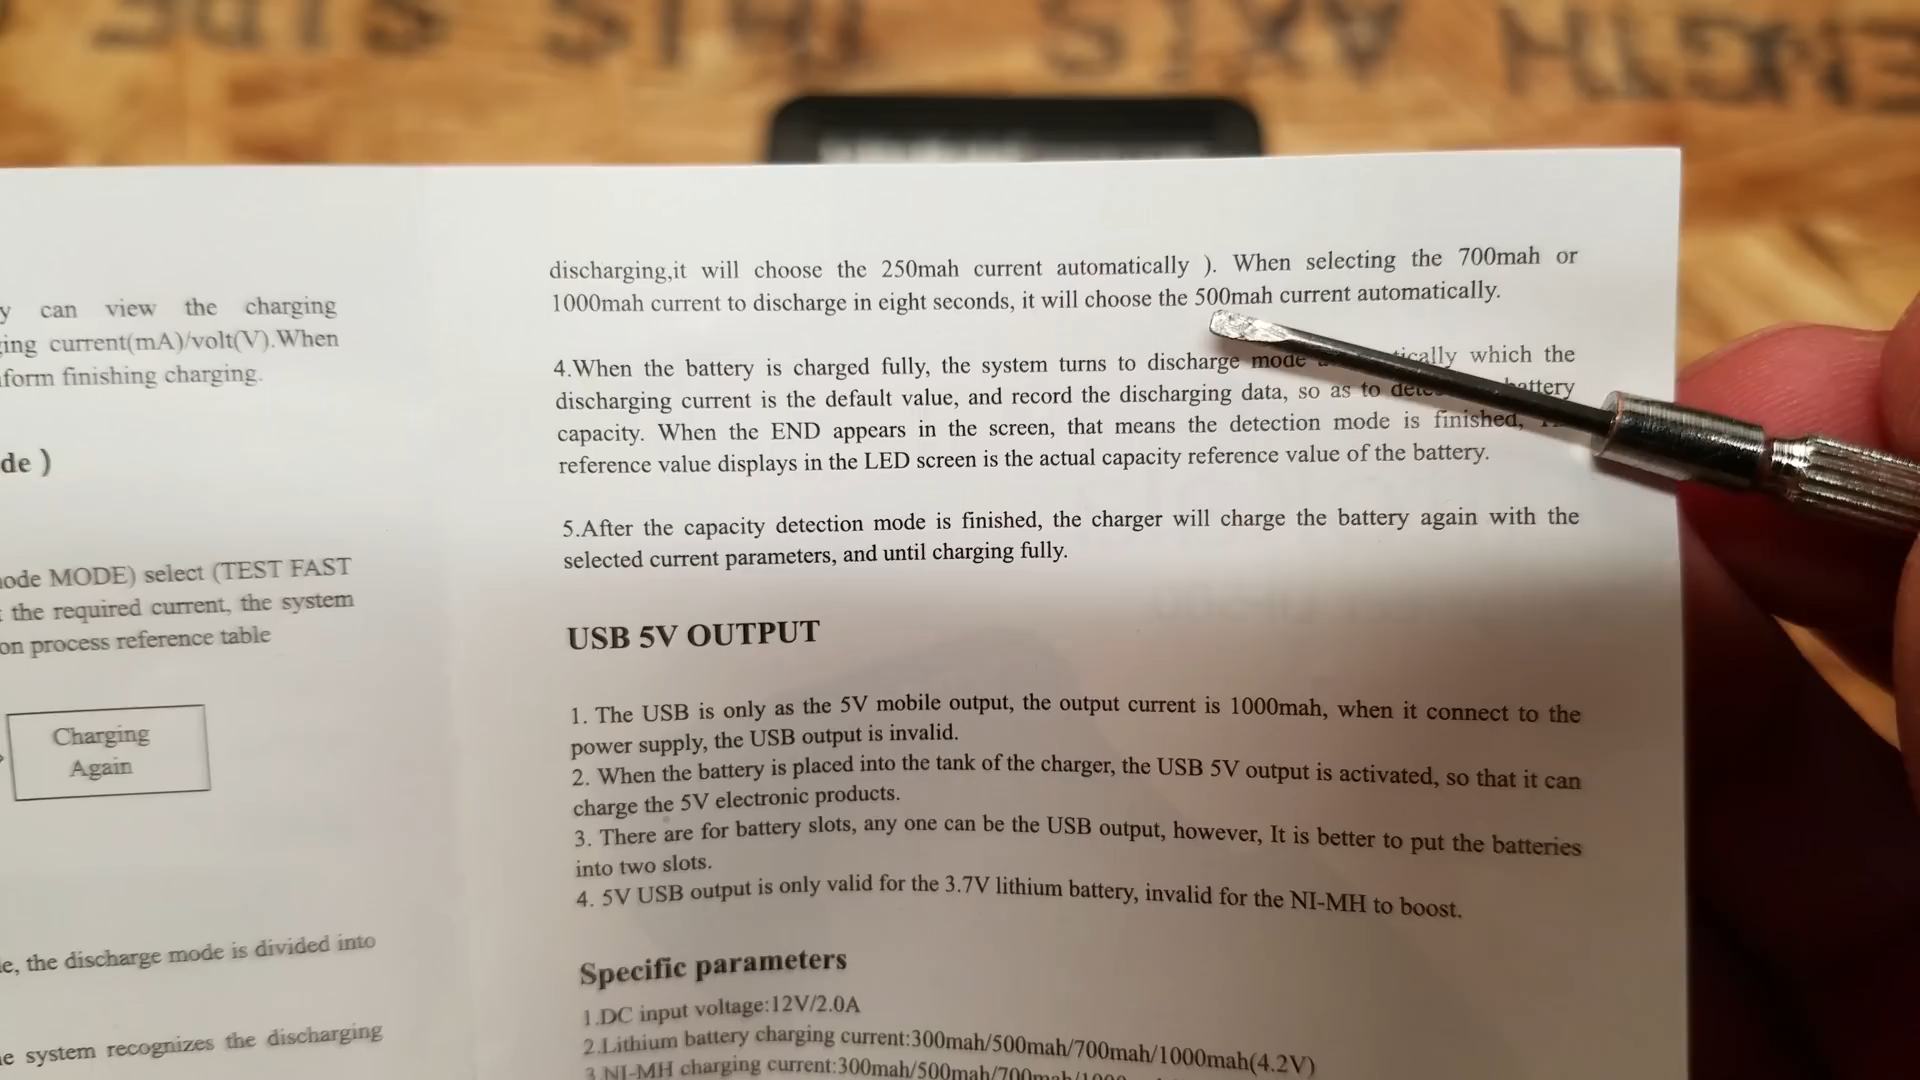 LENGTH AXIS THIS SIDE
y can view the charging
ging current(mA)/volt(V).When
form finishing charging.
de )
ode MODE) select (TEST FAST
the required current, the system
on process reference table
Charging
Again
e, the discharge mode is divided into
e system recognizes the discharging
discharging,it will choose the 250mah current automatically ). When selecting the 700mah or
1000mah current to discharge in eight seconds, it will choose the 500mah current automatically.
4.When the battery is charged fully, the system turns to discharge mode which the
discharging current is the default value, and record the discharging data, so as to battery
capacity. When the END appears in the screen, that means the detection mode is finished,
reference value displays in the LED screen is the actual capacity reference value of the battery.
5.After the capacity detection mode is finished, the charger will charge the battery again with the
selected current parameters, and until charging fully.
USB 5V OUTPUT
1. The USB is only as the 5V mobile output, the output current is 1000mah, when it connect to the
power supply, the USB output is invalid.
2. When the battery is placed into the tank of the charger, the USB 5V output is activated, so that it can
charge the 5V electronic products.
3. There are for battery slots, any one can be the USB output, however, It is better to put the batteries
into two slots.
4. 5V USB output is only valid for the 3.7V lithium battery, invalid for the NI-MH to boost.
Specific parameters
1.DC input voltage:12V/2.0A
2.Lithium battery charging current:300mah/500mah/700mah/1000mah(4.2V)
3.NI-MH charging current:300mah/500mah/700mah/